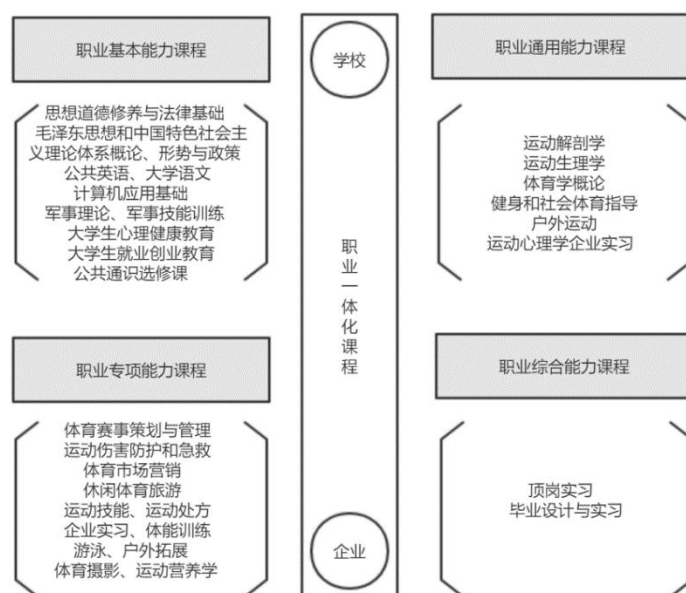 职业基本能力课程
思想道德修养与法律基础
毛泽东思想和中国特色社会主
义理论体系概论、形势与政策
公共英语、大学语文
计算机应用基础
军事理论、军事技能训练
大学生心理健康教育
大学生就业创业教育
公共通识选修课
职业专项能力课程
体育赛事策划与管理
运动伤害防护和急救
体育市场营销
休闲体育旅游
运动技能、运动处方
企业实习、体能训练
游泳、户外拓展
体育摄影、运动营养学
学校
职业一体化课程
企业
职业通用能力课程
运动解剖学
运动生理学
体育学概论
健身和社会体育指导
户外运动
运动心理学企业实习
职业综合能力课程
顶岗实习
毕业设计与实习